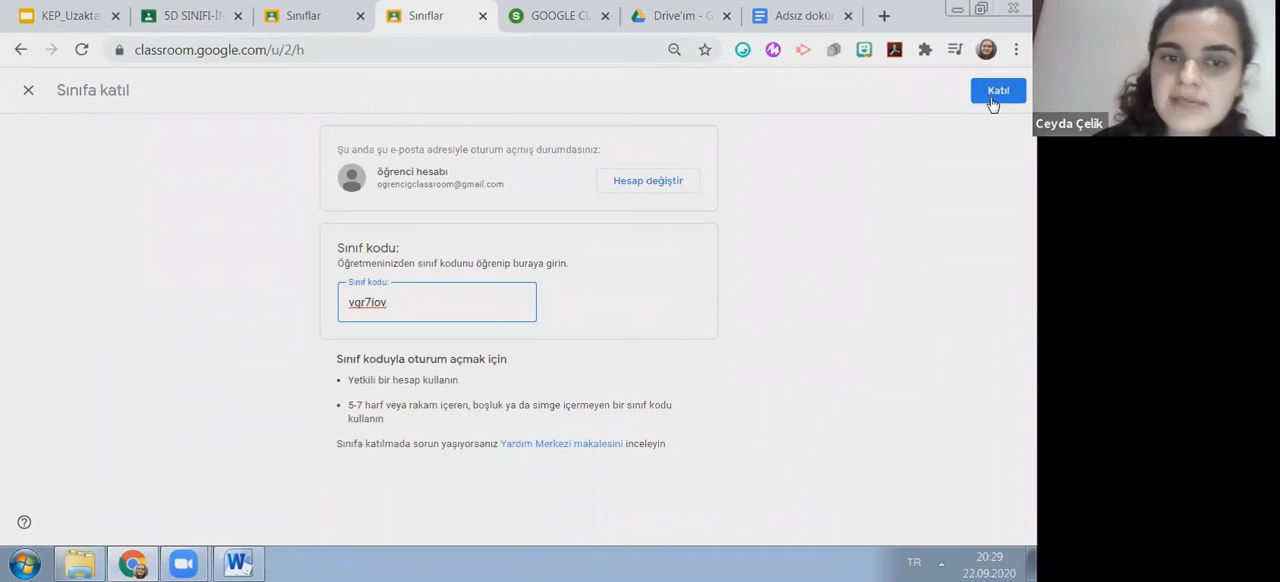 KEP_Uzaktan
5D SINIFI-İN
Sınıflar
Sınıflar
GOOGLE CL
Drive'ım - G
Adsız dokü
classroom.google.com/u/2/h
Sınıfa katıl
Katıl
Ceyda Çelik
Şu anda şu e-posta adresiyle oturum açmış durumdasınız:
öğrenci hesabı
ogrencigclassroom@gmail.com
Hesap değiştir
Sınıf kodu:
Öğretmeninizden sınıf kodunu öğrenip buraya girin.
Sınıf kodu:
vqr7iov
Sınıf koduyla oturum açmak için
• Yetkili bir hesap kullanın
• 5-7 harf veya rakam içeren, boşluk ya da simge içermeyen bir sınıf kodu
kullanın
Sınıfa katılmada sorun yaşıyorsanız Yardım Merkezi makalesini inceleyin
TR
20:29
22.09.2020